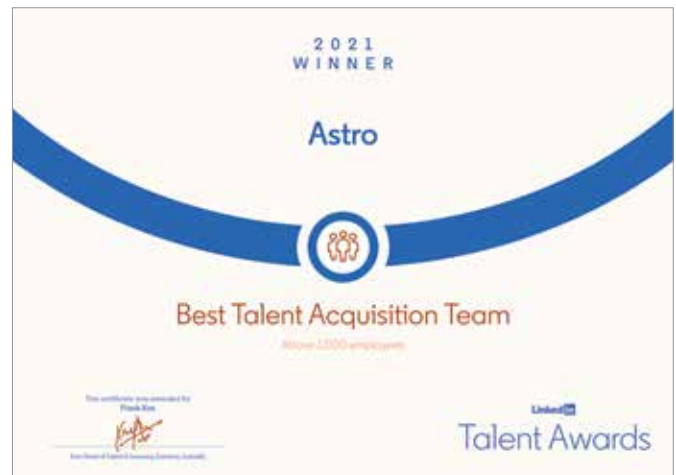 2021
WINNER
Astro
Best Talent Acquisition Team
Above 1,000 employees
This certificate was awarded by
Frank Koo
LinkedIn
Talent Awards